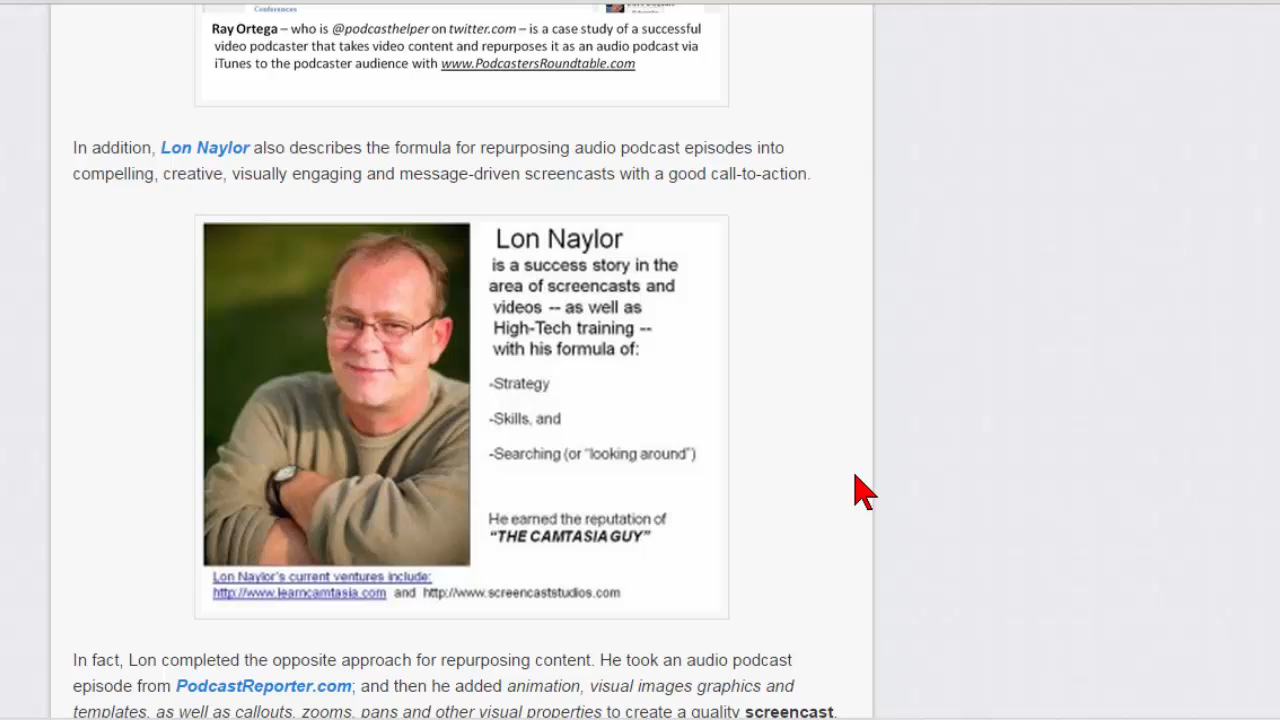 Conferences
Ray Ortega – who is @podcasthelper on twitter.com – is a case study of a successful
video podcaster that takes video content and repurposes it as an audio podcast via
iTunes to the podcaster audience with www.PodcastersRoundtable.com
In addition, Lon Naylor also describes the formula for repurposing audio podcast episodes into
compelling, creative, visually engaging and message-driven screencasts with a good call-to-action.
Lon Naylor
is a success story in the
area of screencasts and
videos -- as well as
High-Tech training --
with his formula of:
-Strategy
-Skills, and
-Searching (or “looking around”)
He earned the reputation of
“THE CAMTASIA GUY”
Lon Naylor's current ventures include:
http://www.learncamtasia.com and http://www.screencaststudios.com
In fact, Lon completed the opposite approach for repurposing content. He took an audio podcast
episode from PodcastReporter.com; and then he added animation, visual images graphics and
templates, as well as callouts, zooms, pans and other visual properties to create a quality screencast.